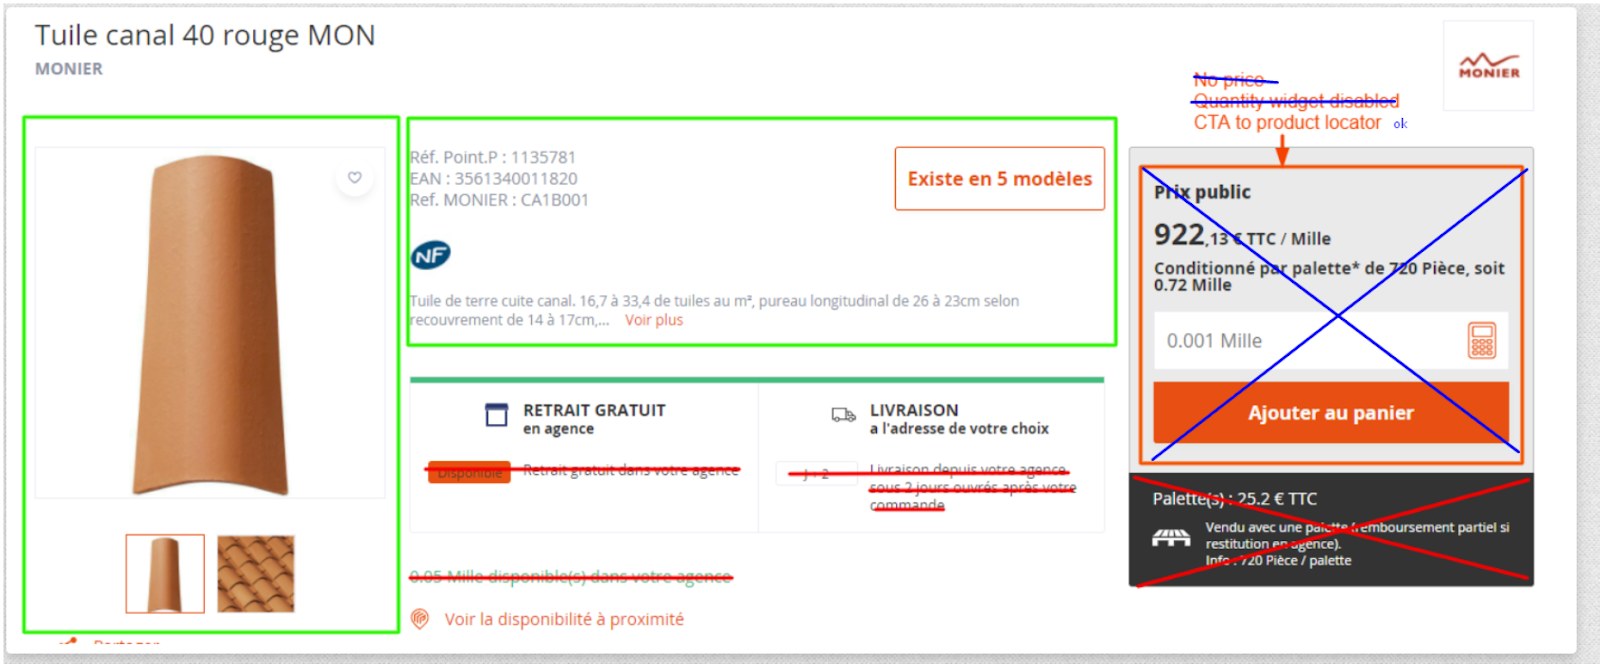 Tuile canal 40 rouge MON
MONIER
MONIER
No price
Quantity widget disabled
CTA to product locator ok
Réf. Point.P : 1135781
EAN : 3561340011820
Ref. MONIER : CA1B001
Existe en 5 modèles
NF
Tuile de terre cuite canal. 16,7 à 33,4 de tuiles au m², pureau longitudinal de 26 à 23cm selon
recouvrement de 14 à 17cm,... Voir plus
Prix public
922,13 € TTC / Mille
Conditionné par palette* de 720 Pièce, soit
0.72 Mille
0.001 Mille
Ajouter au panier
RETRAIT GRATUIT
en agence
Disponible
Retrait gratuit dans votre agence
LIVRAISON
a l'adresse de votre choix
J + 2
Livraison depuis votre agence
sous 2 jours ouvrés après votre
commande
Palette(s) : 25.2 € TTC
Vendu avec une palette (remboursement partiel si
restitution en agence).
Info : 720 Pièce / palette
0.05 Mille disponible(s) dans votre agence
Voir la disponibilité à proximité
Partager